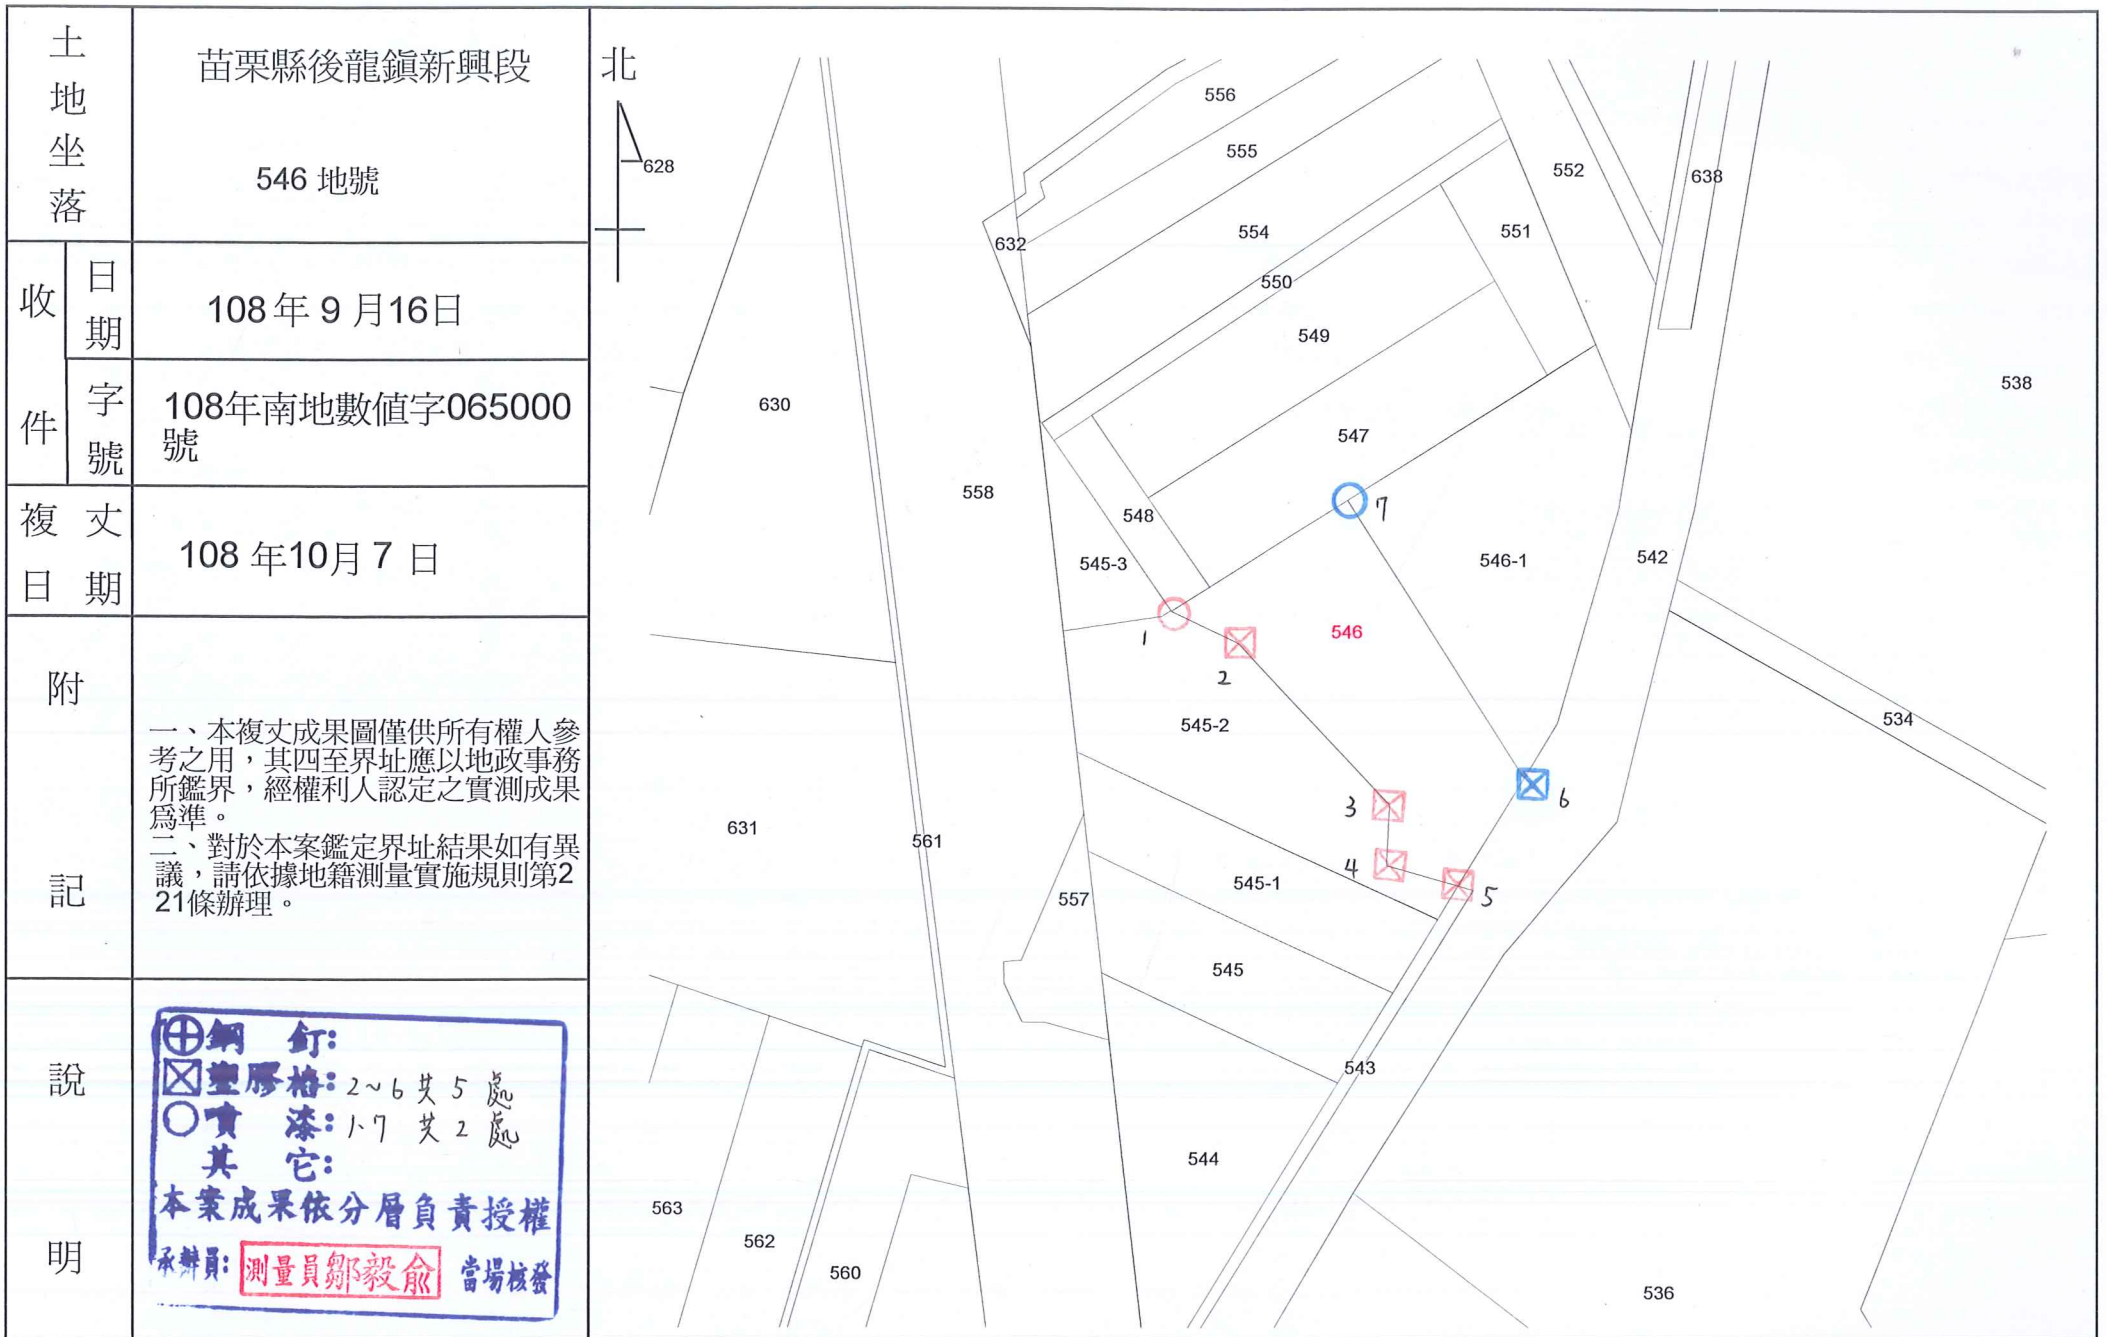 土地坐落
苗栗縣後龍鎮新興段
546 地號
收件
日期
108 年 9 月16日
字號
108年南地數值字065000
號
複丈
日期
108 年10月 7 日
附記
一、本複丈成果圖僅供所有權人參
考之用，其四至界址應以地政事務
所鑑界，經權利人認定之實測成果
為準。
二、對於本案鑑定界址結果如有異
議，請依據地籍測量實施規則第2
21條辦理。
說明
鋼 釘:
塑膠樁: 2~6 共 5 處
噴 漆: 1、7 共 2 處
其 它:
本案成果依分層負責授權
承辦員: 測量員鄒毅俞 當場核發
北
628
556
555
552
638
632
554
551
550
549
538
630
547
558
7
548
545-3
546-1
542
1
546
2
545-2
534
3
6
631
561
4
545-1
5
557
545
543
544
563
562
560
536